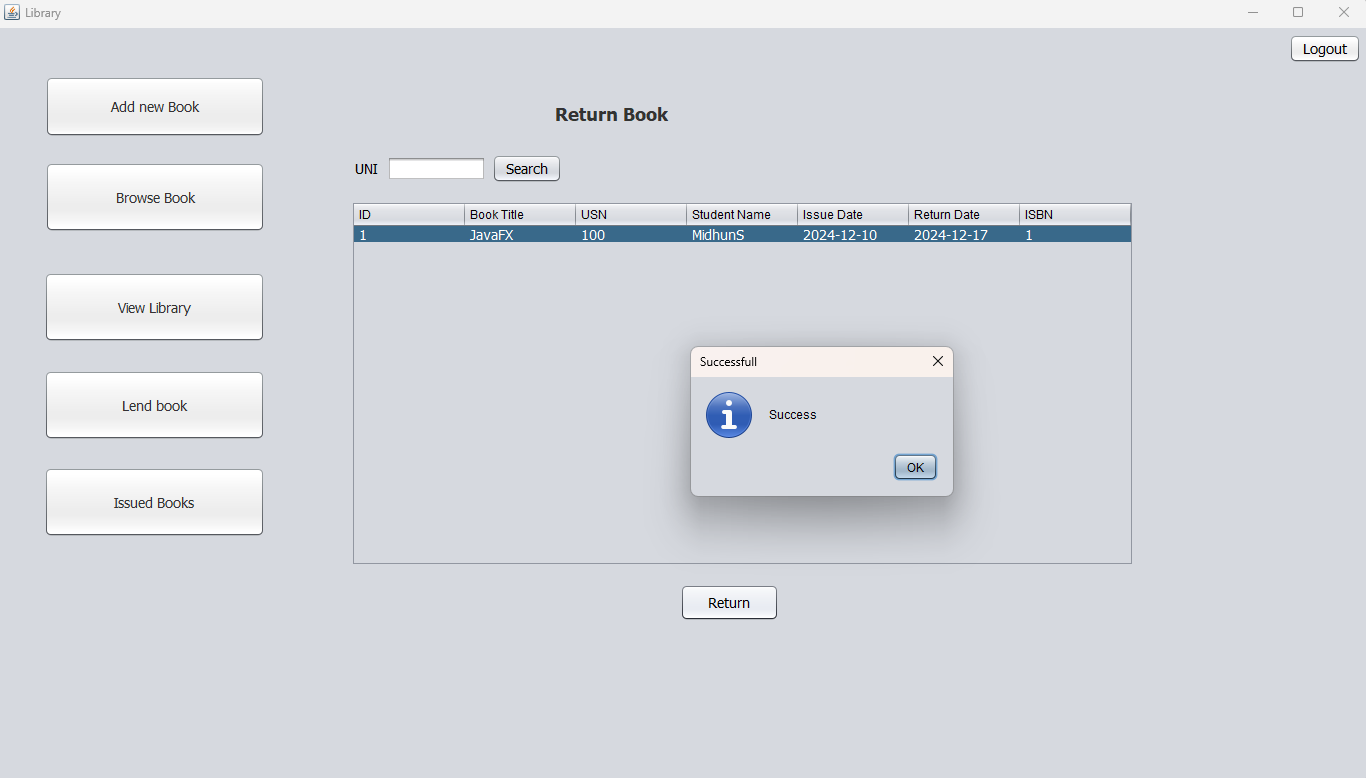 Library
Logout
Add new Book
Browse Book
View Library
Lend book
Issued Books
Return Book
UNI Search
ID Book Title USN Student Name Issue Date Return Date ISBN
1 JavaFX 100 MidhunS 2024-12-10 2024-12-17 1
Successfull
Success
OK
Return